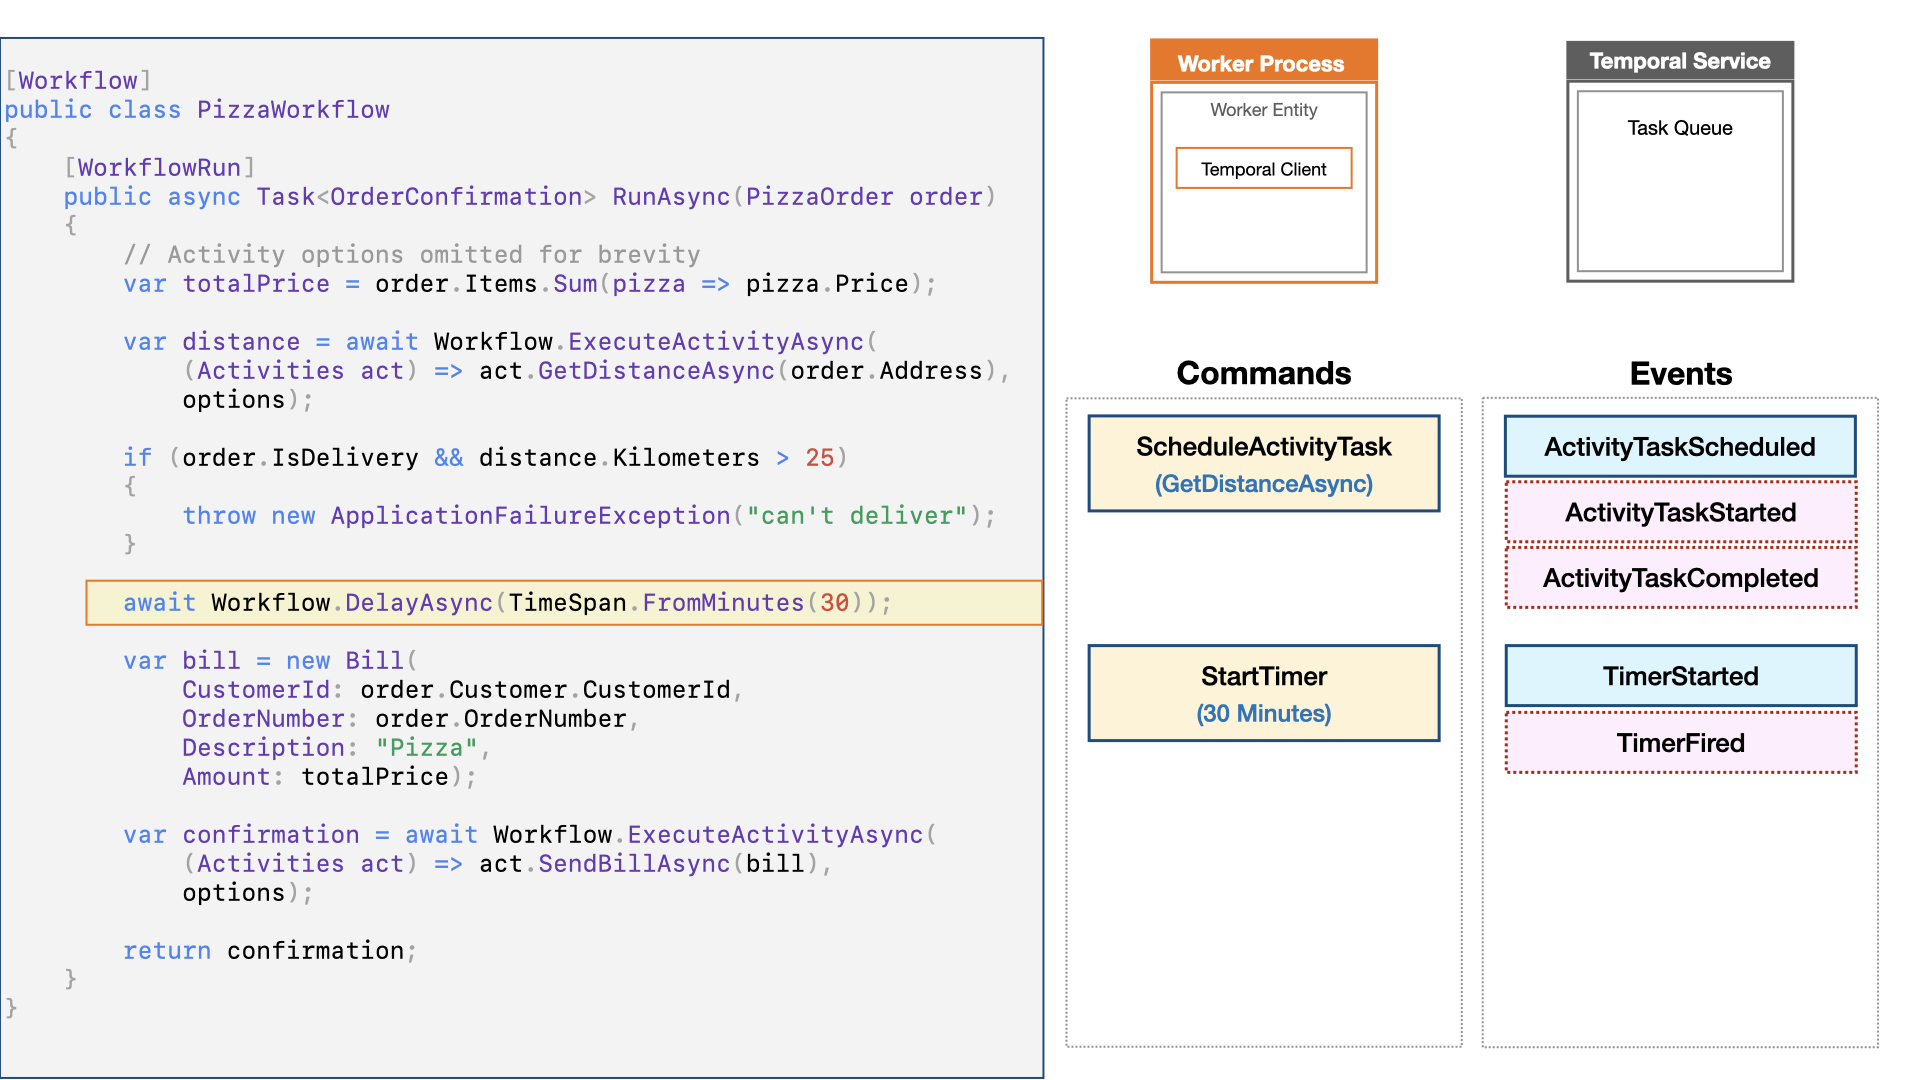 [Workflow]
public class PizzaWorkflow
{
    [WorkflowRun]
    public async Task<OrderConfirmation> RunAsync(PizzaOrder order)
    {
        // Activity options omitted for brevity
        var totalPrice = order.Items.Sum(pizza => pizza.Price);

        var distance = await Workflow.ExecuteActivityAsync(
            (Activities act) => act.GetDistanceAsync(order.Address),
            options);

        if (order.IsDelivery && distance.Kilometers > 25)
        {
            throw new ApplicationFailureException("can't deliver");
        }

        await Workflow.DelayAsync(TimeSpan.FromMinutes(30));

        var bill = new Bill(
            CustomerId: order.Customer.CustomerId,
            OrderNumber: order.OrderNumber,
            Description: "Pizza",
            Amount: totalPrice);

        var confirmation = await Workflow.ExecuteActivityAsync(
            (Activities act) => act.SendBillAsync(bill),
            options);

        return confirmation;
    }
}
Worker Process
Worker Entity
Temporal Client
Temporal Service
Task Queue
Commands
ScheduleActivityTask
(GetDistanceAsync)
StartTimer
(30 Minutes)
Events
ActivityTaskScheduled
ActivityTaskStarted
ActivityTaskCompleted
TimerStarted
TimerFired